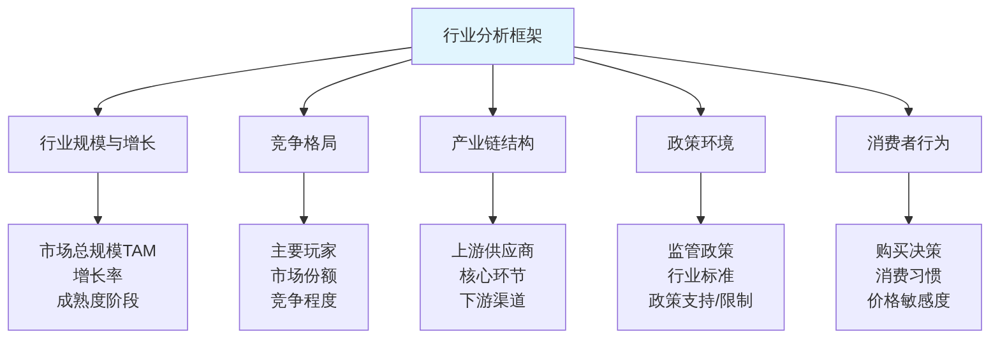 行业分析框架
行业规模与增长
竞争格局
产业链结构
政策环境
消费者行为
市场总规模TAM
增长率
成熟度阶段
主要玩家
市场份额
竞争程度
上游供应商
核心环节
下游渠道
监管政策
行业标准
政策支持/限制
购买决策
消费习惯
价格敏感度